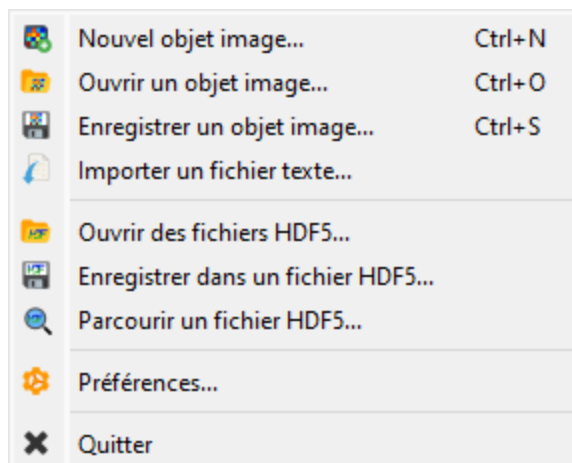 Nouvel objet image... Ctrl+N
Ouvrir un objet image... Ctrl+O
Enregistrer un objet image... Ctrl+S
Importer un fichier texte...
Ouvrir des fichiers HDF5...
Enregistrer dans un fichier HDF5...
Parcourir un fichier HDF5...
Préférences...
Quitter